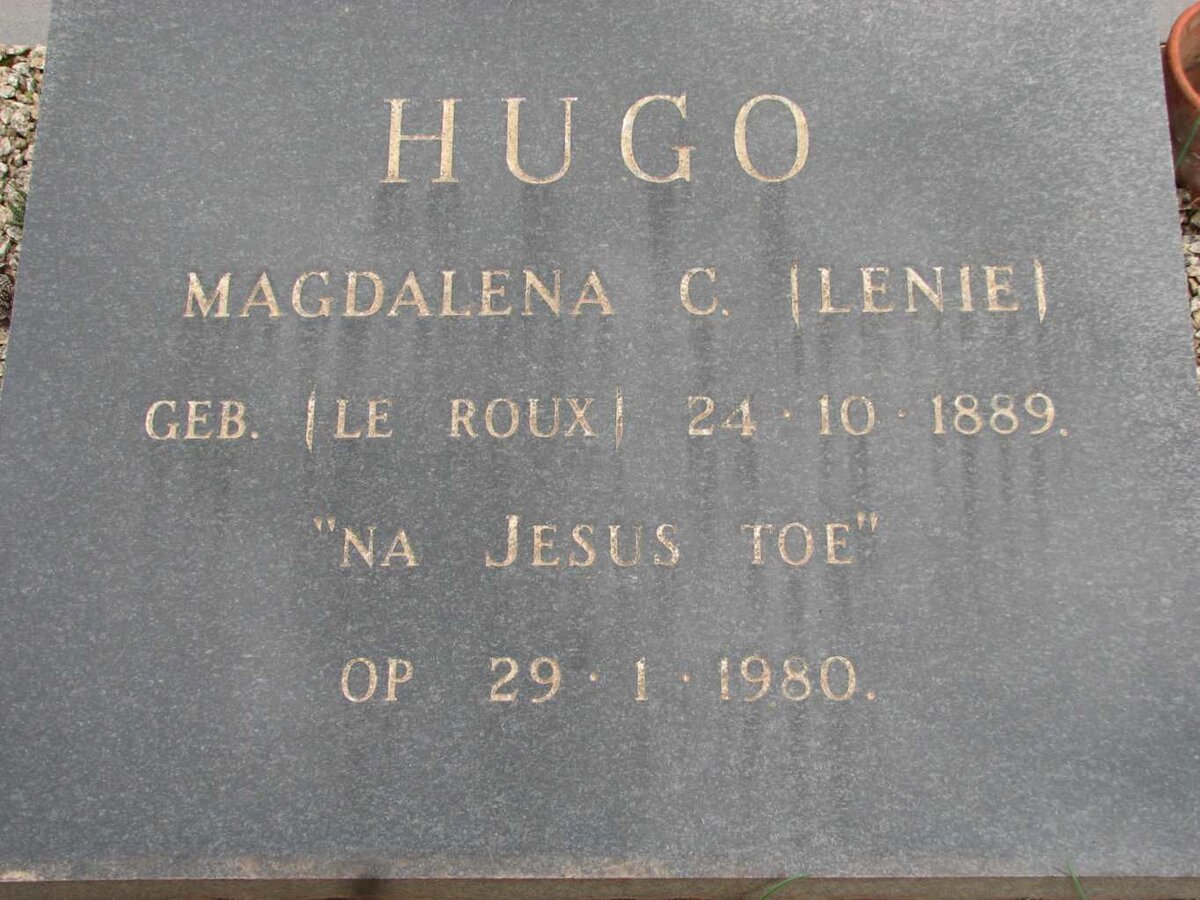 HUGO
MAGDALENA C. (LENIE)
GEB. (LE ROUX) 24·10·1889.
"NA JESUS TOE"
OP 29·1·1980.